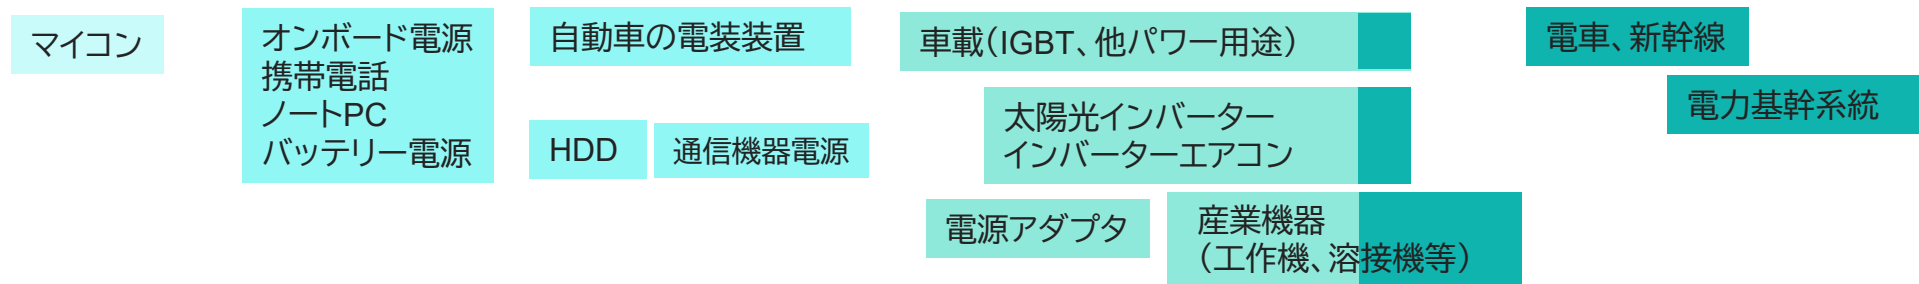 マイコン
オンボード電源
携帯電話
ノートPC
バッテリー電源
自動車の電装装置
HDD
通信機器電源
車載（IGBT、他パワー用途）
太陽光インバーター
インバーターエアコン
電源アダプタ
産業機器
（工作機、溶接機等）
電車、新幹線
電力基幹系統